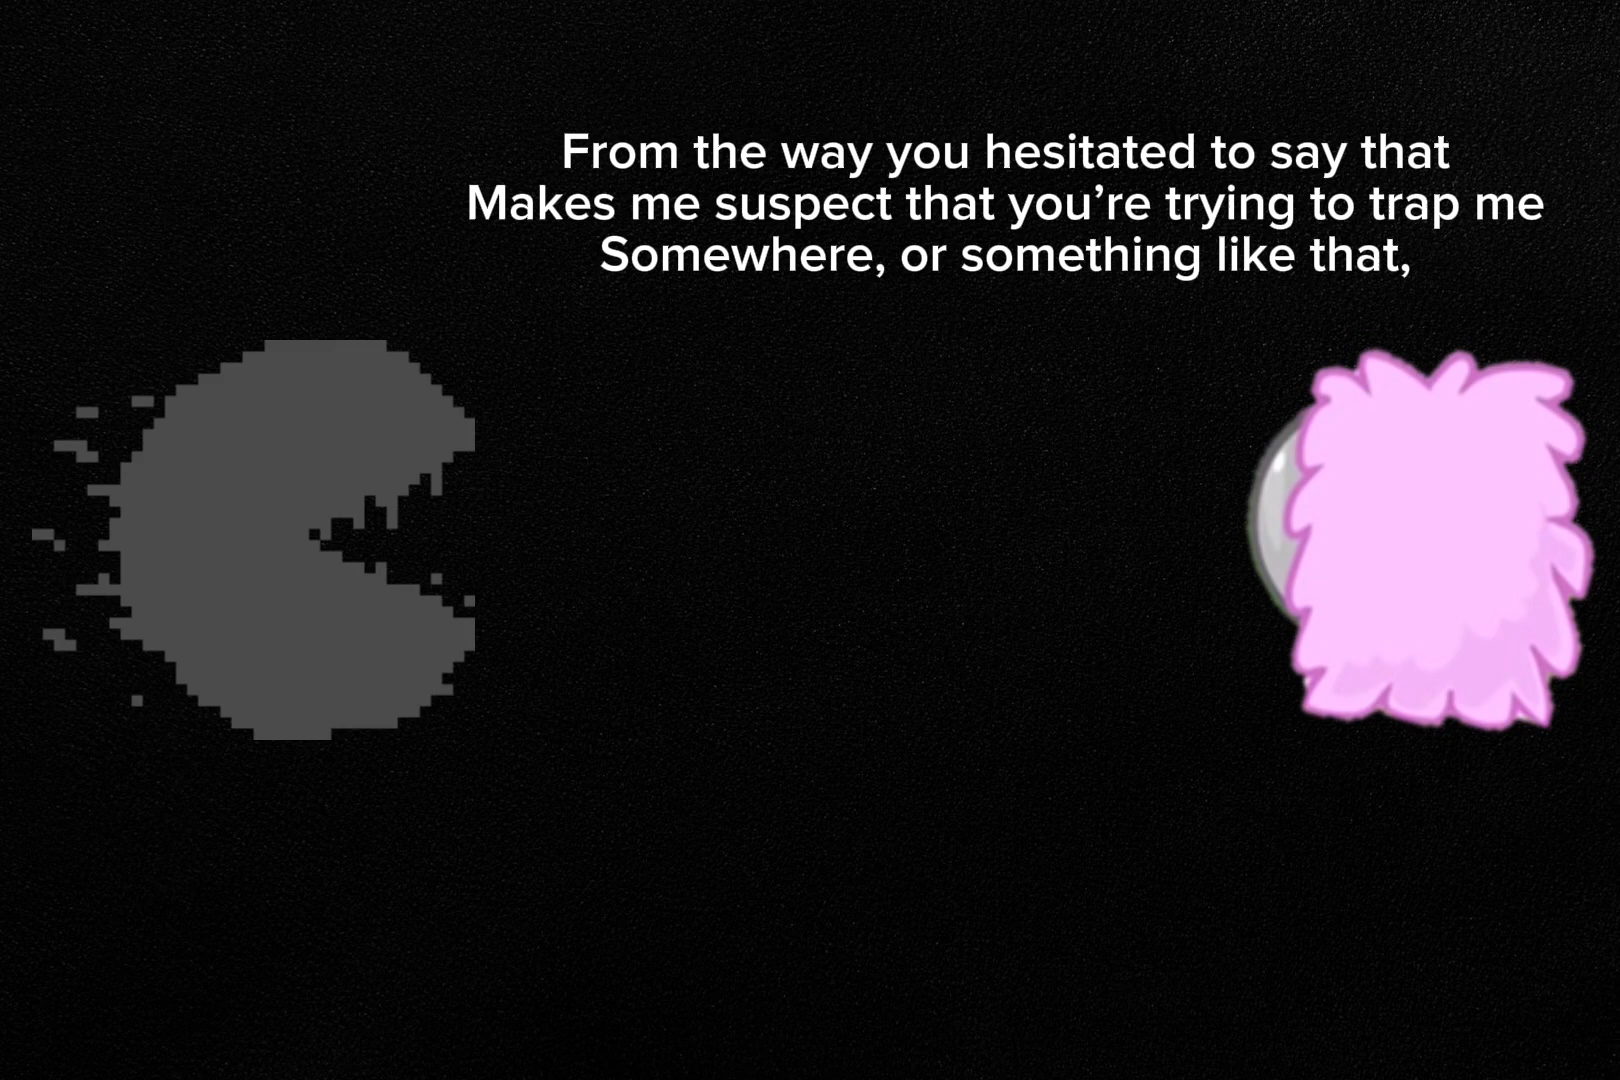 From the way you hesitated to say that
Makes me suspect that you’re trying to trap me
Somewhere, or something like that,